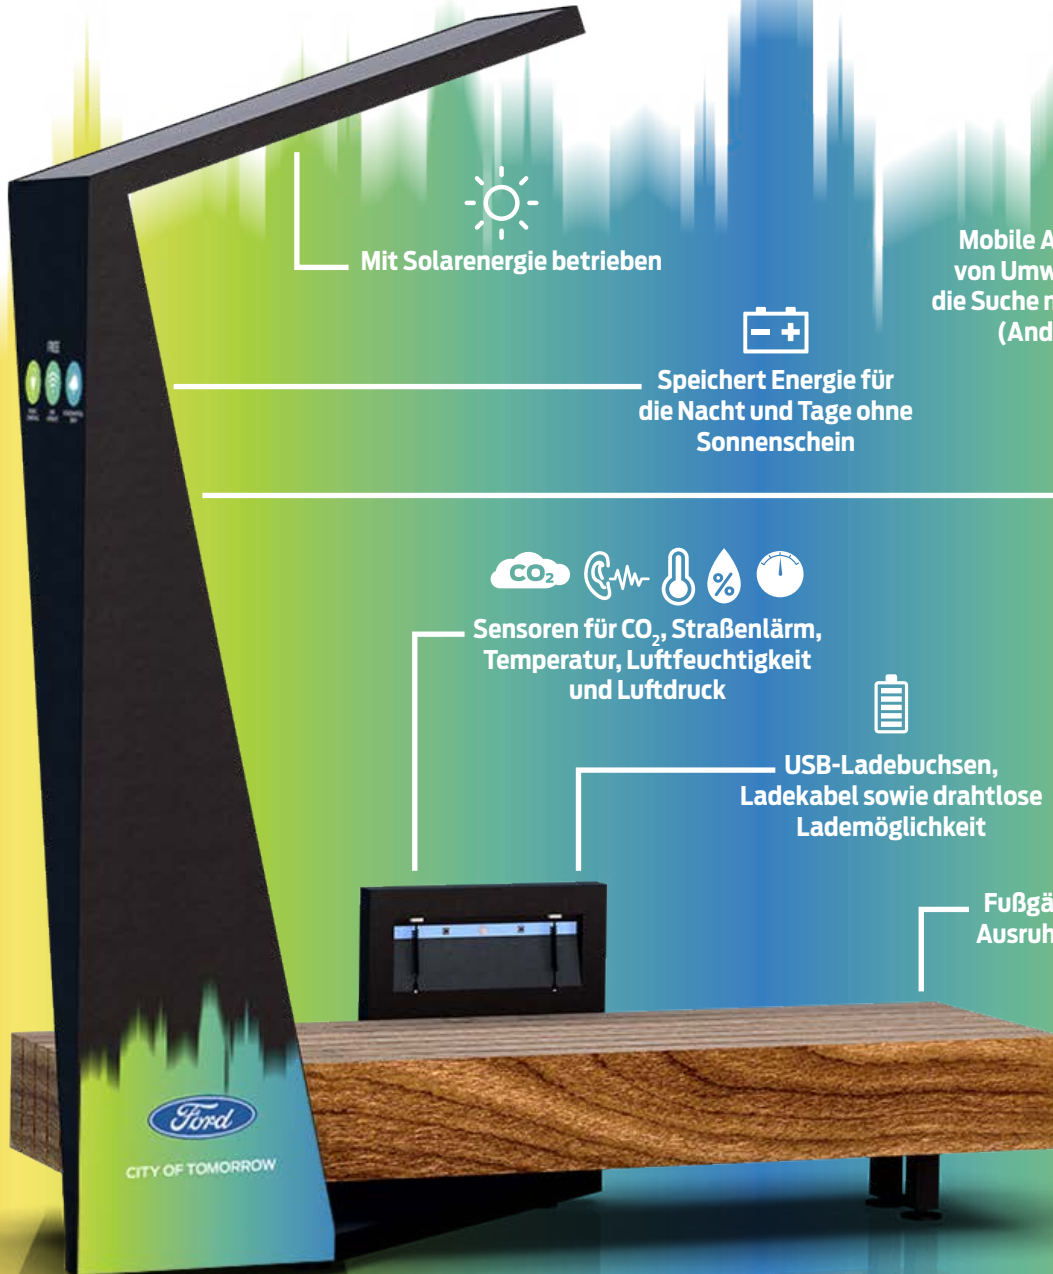 Mit Solarenergie betrieben
Mobile A
von Umw
die Suche n
(And
Speichert Energie für
die Nacht und Tage ohne
Sonnenschein
CO₂
%
Sensoren für CO₂, Straßenlärm,
Temperatur, Luftfeuchtigkeit
und Luftdruck
USB-Ladebuchsen,
Ladekabel sowie drahtlose
Lademöglichkeit
Fußgä
Ausruh
FREE
Ford
CITY OF TOMORROW